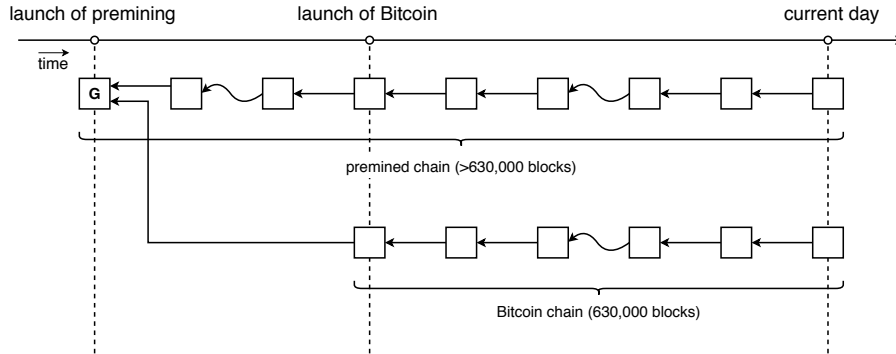 launch of premining
launch of Bitcoin
current day
time
G
premined chain (>630,000 blocks)
Bitcoin chain (630,000 blocks)